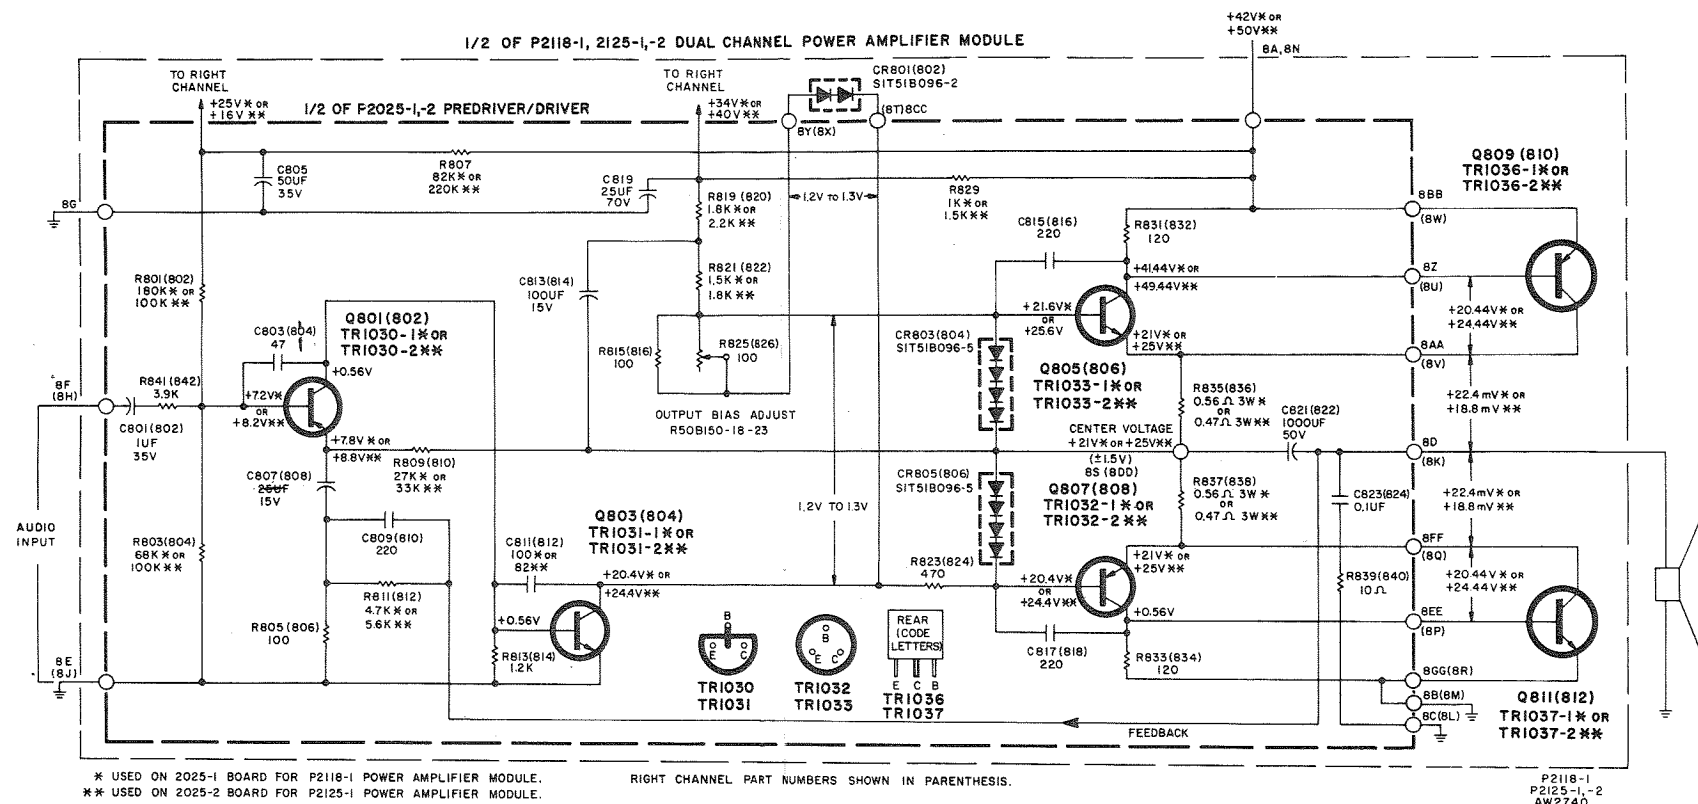 +42V* OR
+50V**
8A,8N
1/2 OF P2118-1, 2125-1,-2 DUAL CHANNEL POWER AMPLIFIER MODULE
TO RIGHT
CHANNEL
+25V* OR
+16V**
1/2 OF P2025-1,-2 PREDRIVER/DRIVER
TO RIGHT
CHANNEL
+34V* OR
+40V**
CR801(802)
SIT51B096-2
8Y(8X)
(8T)8CC
C805
50UF
35V
R807
82K* OR
220K**
C819
25UF
70V
R819 (820)
1.8K* OR
2.2K**
1.2V TO 1.3V
R829
1K* OR
1.5K**
Q809 (810)
TR1036-1* OR
TR1036-2**
8G
8BB
(8W)
C815(816)
220
R831(832)
120
R801(802)
180K* OR
100K**
C813(814)
100UF
15V
R821 (822)
1.5K* OR
1.8K**
+41.44V* OR
+49.44V**
8Z
(8U)
C803(804)
47
Q801(802)
TR1030-1* OR
TR1030-2**
+21.6V*
OR
+25.6V
+20.44V* OR
+24.44V**
R815(816)
100
R825(826)
100
CR803(804)
SIT51B096-5
+21V* OR
+25V**
8AA
(8V)
8F
(8H)
R841(842)
3.9K
+0.56V
+7.2V*
OR
+8.2V**
Q805(806)
TR1033-1* OR
TR1033-2**
R835(836)
0.56Ω 3W*
OR
0.47Ω 3W**
C821(822)
1000UF
50V
+22.4mV* OR
+18.8mV**
OUTPUT BIAS ADJUST
R50B150-18-23
C801(802)
1UF
35V
+7.8V* OR
+8.8V**
R809(810)
27K* OR
33K**
CENTER VOLTAGE
+21V* OR +25V**
(±1.5V)
8S (8DD)
8D
(8K)
C807(808)
25UF
15V
CR805(806)
SIT51B096-5
Q807(808)
TR1032-1* OR
TR1032-2**
R837(838)
0.56Ω 3W*
OR
0.47Ω 3W**
C823(824)
0.1UF
+22.4mV* OR
+18.8mV**
AUDIO
INPUT
1.2V TO 1.3V
R803(804)
68K* OR
100K**
C809(810)
220
Q803(804)
TR1031-1* OR
TR1031-2**
C811(812)
100* OR
82**
8FF
(8Q)
+21V* OR
+25V**
R823(824)
470
+20.4V* OR
+24.4V**
+20.4V*
OR
+24.4V**
R839(840)
10Ω
+20.44V* OR
+24.44V**
R811(812)
4.7K* OR
5.6K**
+0.56V
+0.56V
8EE
(8P)
R805(806)
100
R813(814)
1.2K
B
E C
TR1030
TR1031
B
E C
TR1032
TR1033
REAR
(CODE
LETTERS)
E C B
TR1036
TR1037
C817(818)
220
R833(834)
120
8E
(8J)
8GG(8R)
8B(8M)
8C(8L)
Q811(812)
TR1037-1* OR
TR1037-2**
FEEDBACK
* USED ON 2025-1 BOARD FOR P2118-1 POWER AMPLIFIER MODULE.
** USED ON 2025-2 BOARD FOR P2125-1 POWER AMPLIFIER MODULE.
RIGHT CHANNEL PART NUMBERS SHOWN IN PARENTHESIS.
P2118-1
P2125-1,-2
AW2740